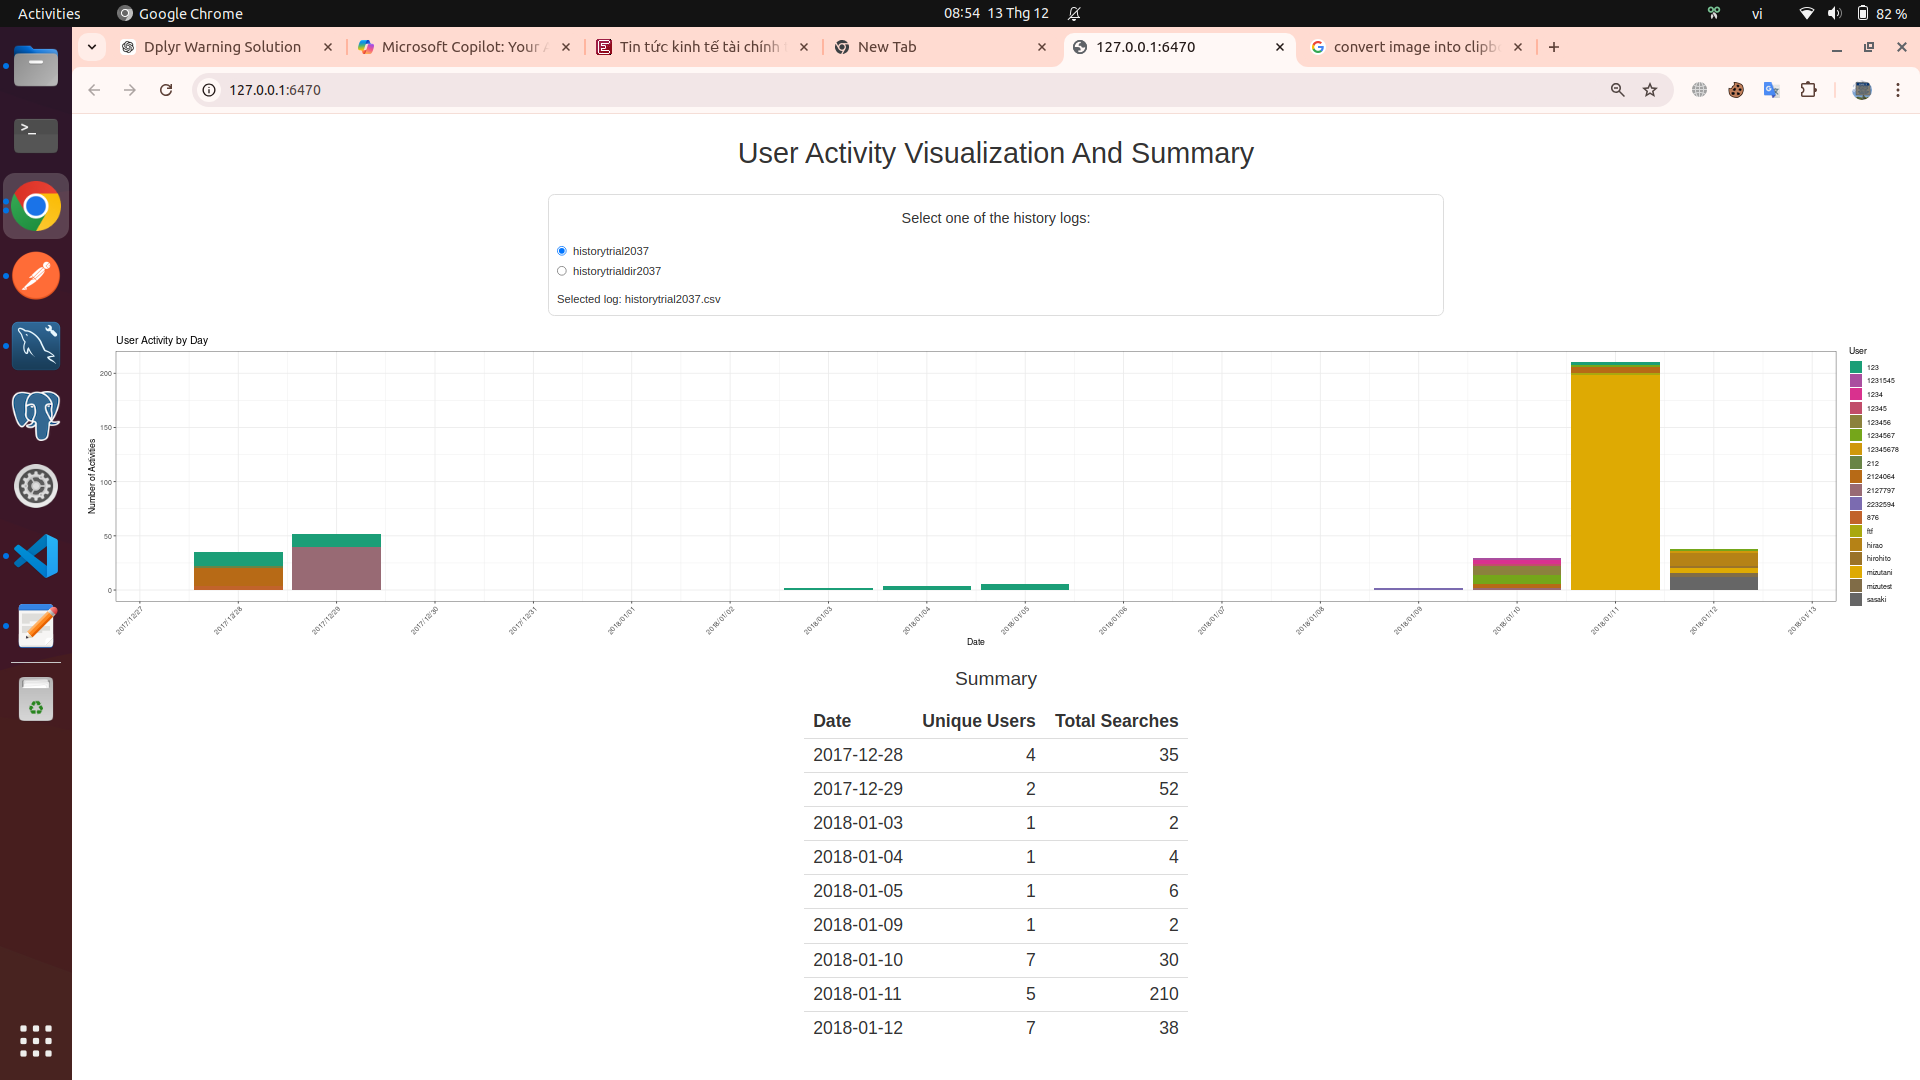 Activities Google Chrome 08:54 13 Thg 12 vi 82 %
Dplyr Warning Solution Microsoft Copilot: Your A Tin tức kinh tế tài chính New Tab 127.0.0.1:6470 convert image into clipb
127.0.0.1:6470
User Activity Visualization And Summary
Select one of the history logs:
historytrial2037
historytrialdir2037
Selected log: historytrial2037.csv
User Activity by Day
Number of Activities
200
150
100
50
0
2017/12/27 2017/12/28 2017/12/29 2017/12/30 2017/12/31 2018/01/01 2018/01/02 2018/01/03 2018/01/04 2018/01/05 2018/01/06 2018/01/07 2018/01/08 2018/01/09 2018/01/10 2018/01/11 2018/01/12 2018/01/13
Date
User
123
1231545
1234
12345
123456
1234567
12345678
212
2124064
2127797
2232594
876
ftf
hirao
hirohito
mizutani
mizutest
sasaki
Summary
Date Unique Users Total Searches
2017-12-28 4 35
2017-12-29 2 52
2018-01-03 1 2
2018-01-04 1 4
2018-01-05 1 6
2018-01-09 1 2
2018-01-10 7 30
2018-01-11 5 210
2018-01-12 7 38